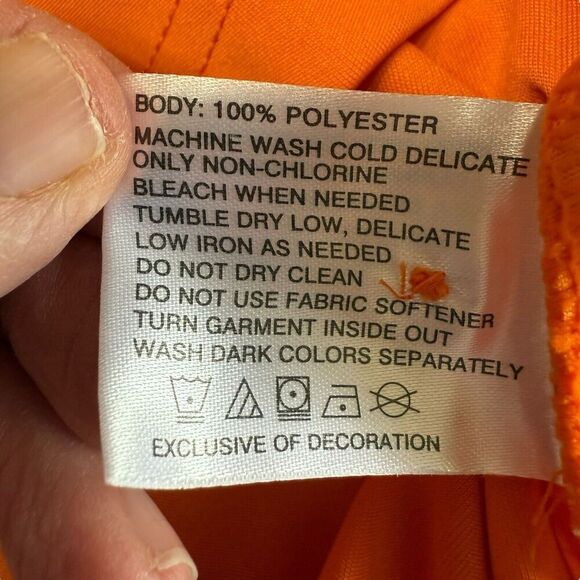 BODY: 100% POLYESTER
MACHINE WASH COLD DELICATE
ONLY NON-CHLORINE
BLEACH WHEN NEEDED
TUMBLE DRY LOW, DELICATE
LOW IRON AS NEEDED
DO NOT DRY CLEAN
DO NOT USE FABRIC SOFTENER
TURN GARMENT INSIDE OUT
WASH DARK COLORS SEPARATELY
EXCLUSIVE OF DECORATION